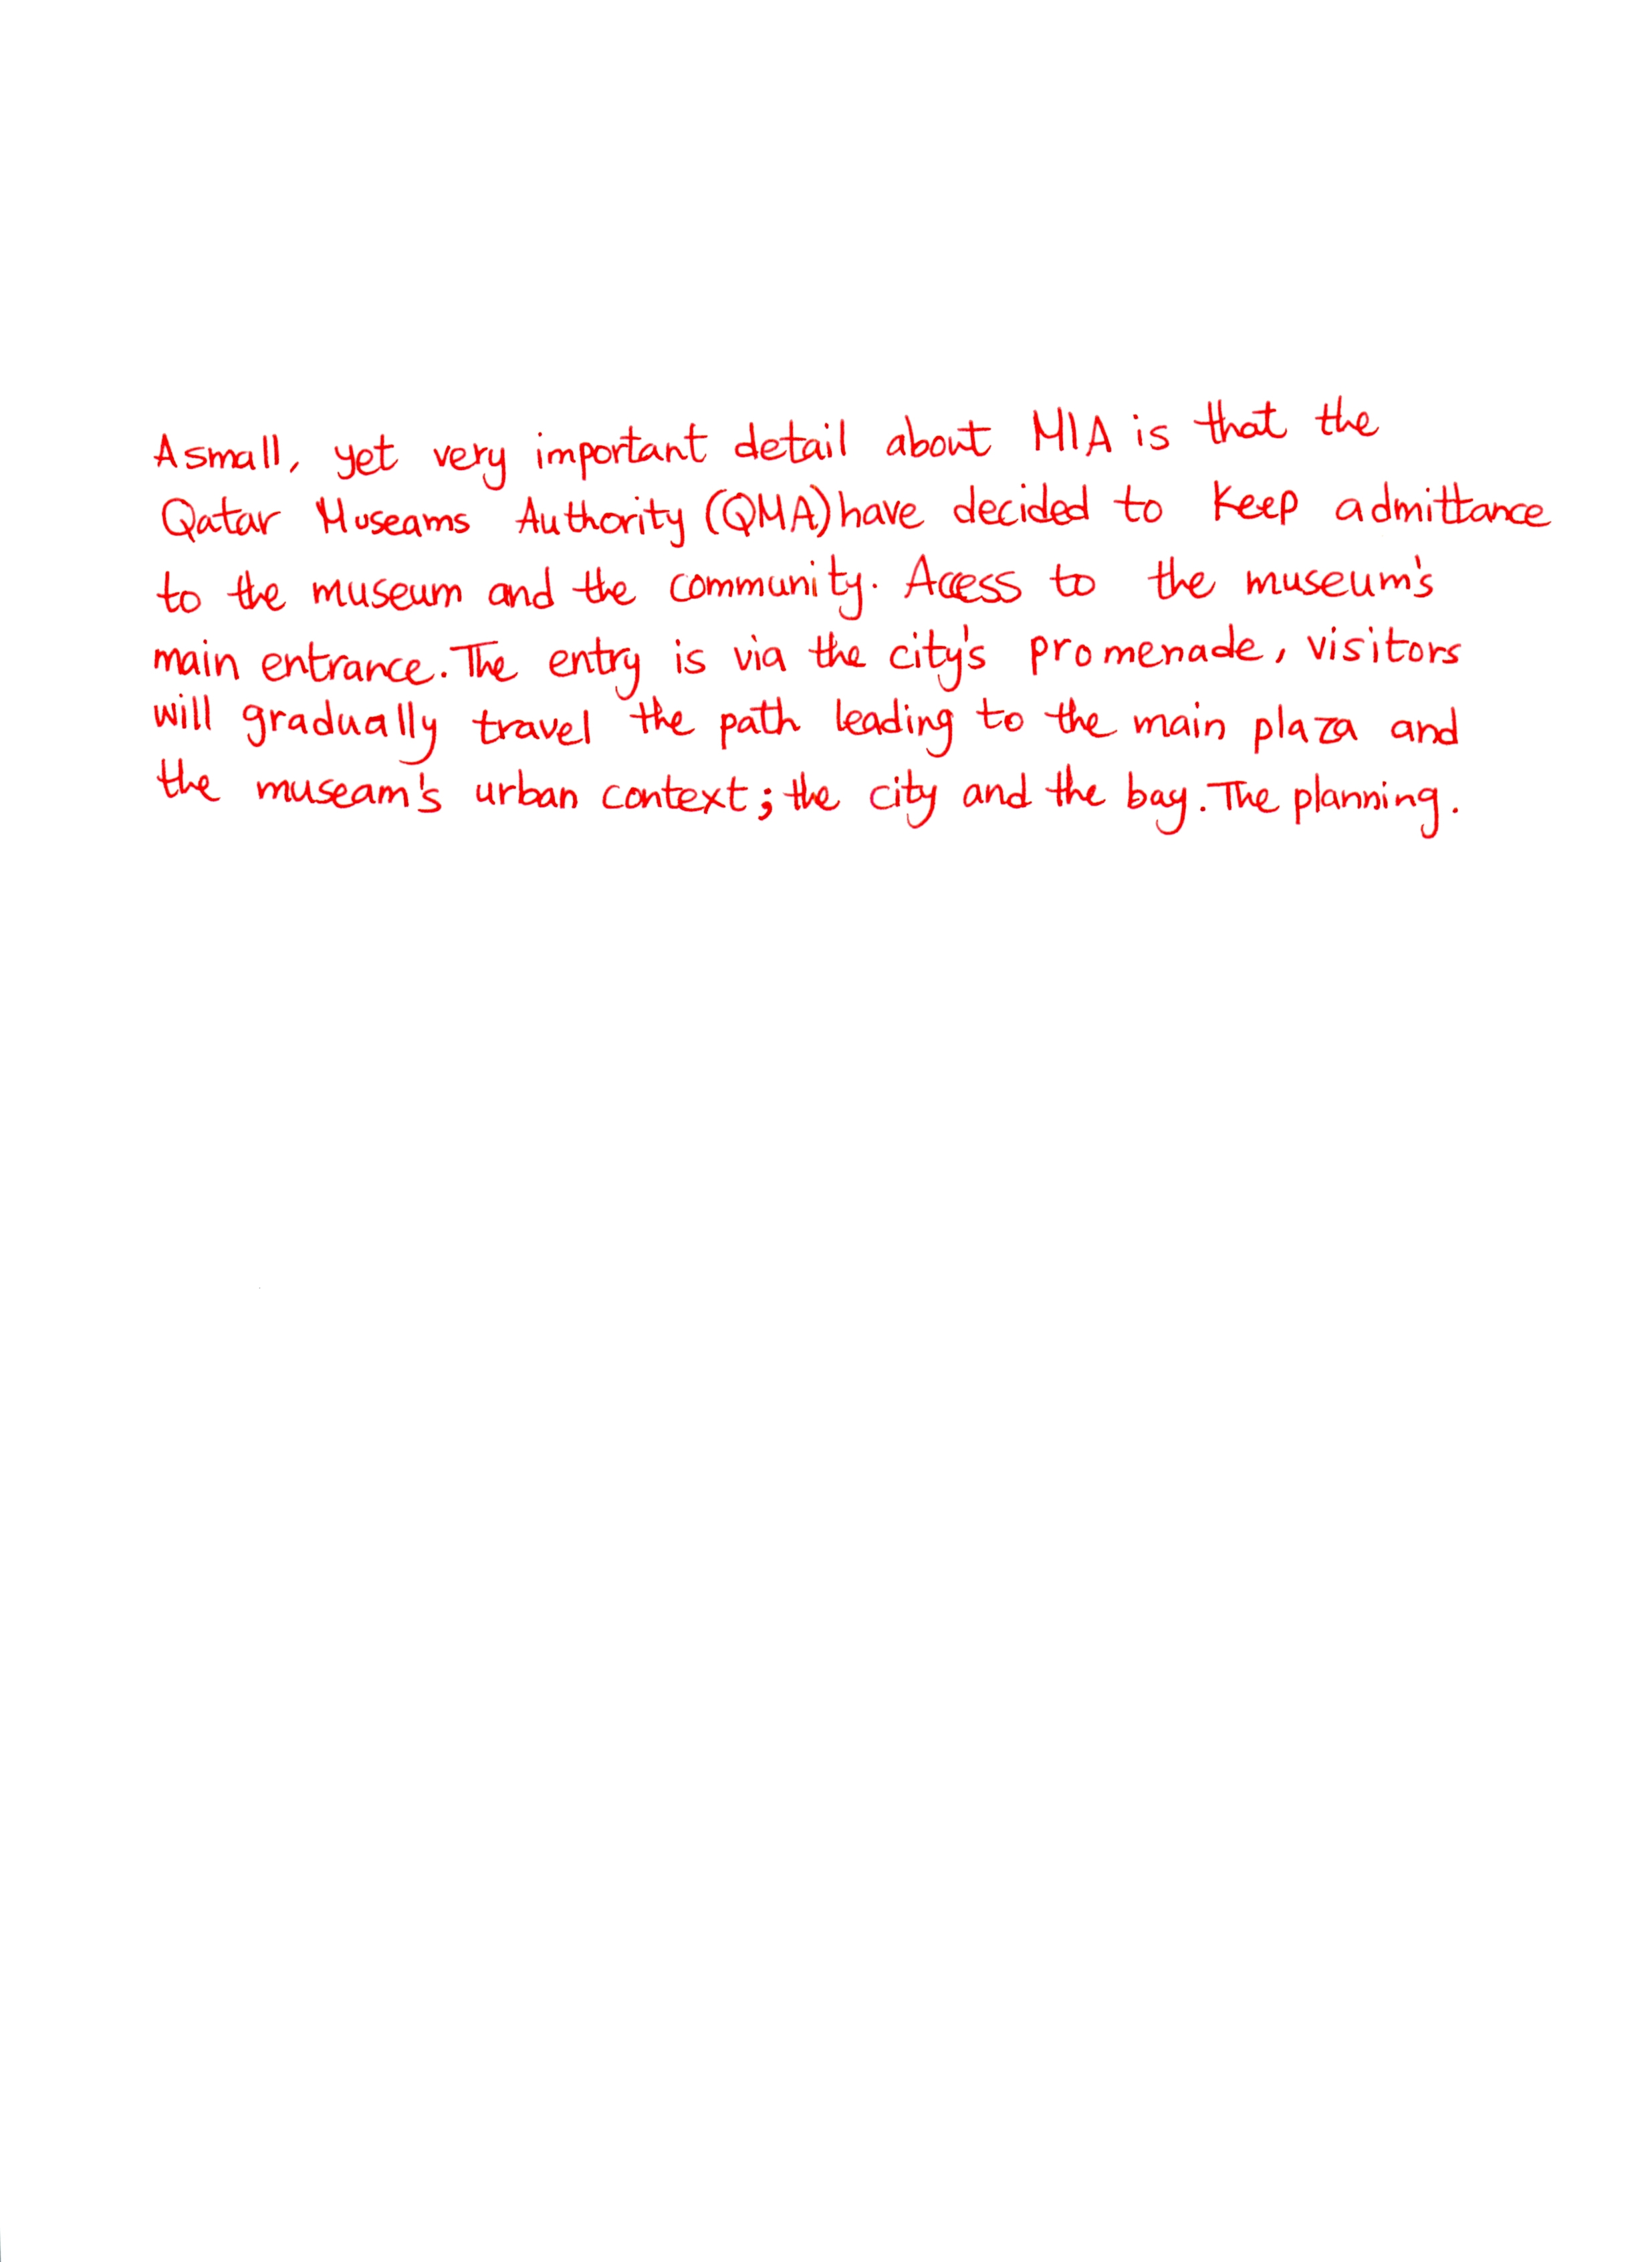 A small, yet very important detail about MIA is that the
Qatar Museams Authority (QMA) have decided to keep admittance
to the museum and the community. Access to the museum's
main entrance. The entry is via the city's promenade, visitors
will gradually travel the path leading to the main plaza and
the museam's urban context; the city and the bay. The planning.